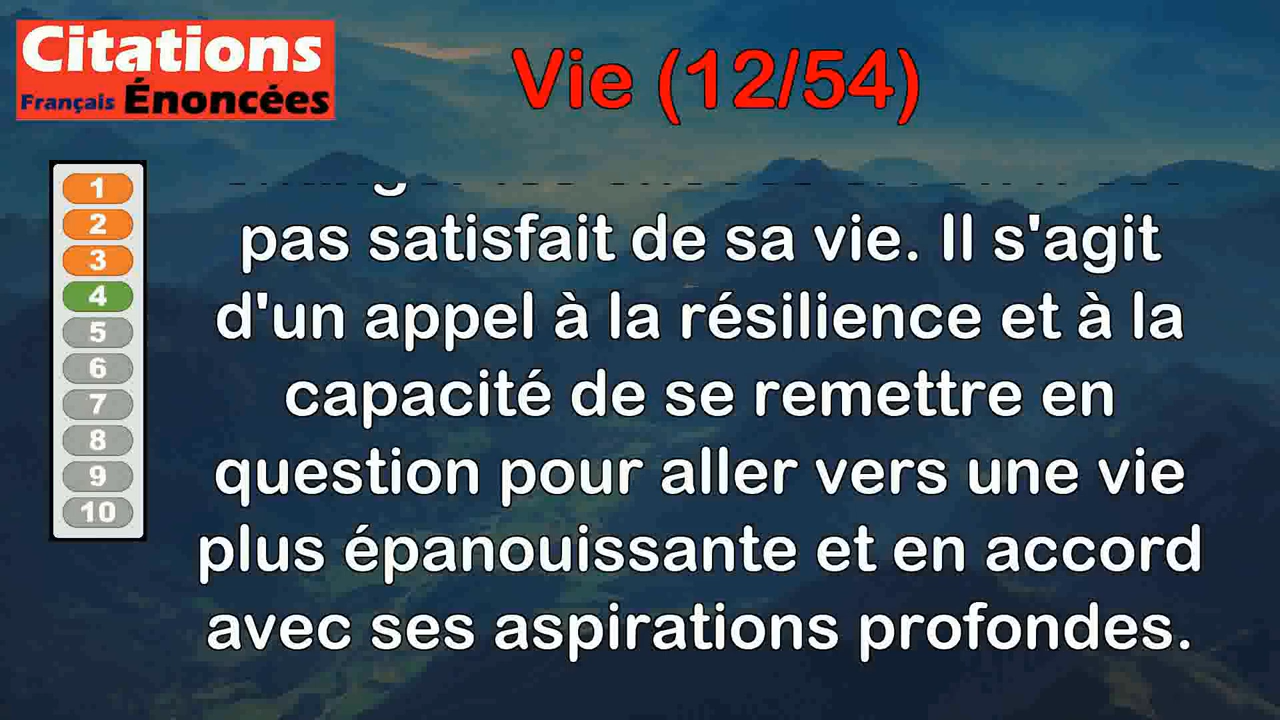 Citations
Français Énoncées
Vie (12/54)
1
2
3
4
5
6
7
8
9
10
pas satisfait de sa vie. Il s'agit
d'un appel à la résilience et à la
capacité de se remettre en
question pour aller vers une vie
plus épanouissante et en accord
avec ses aspirations profondes.